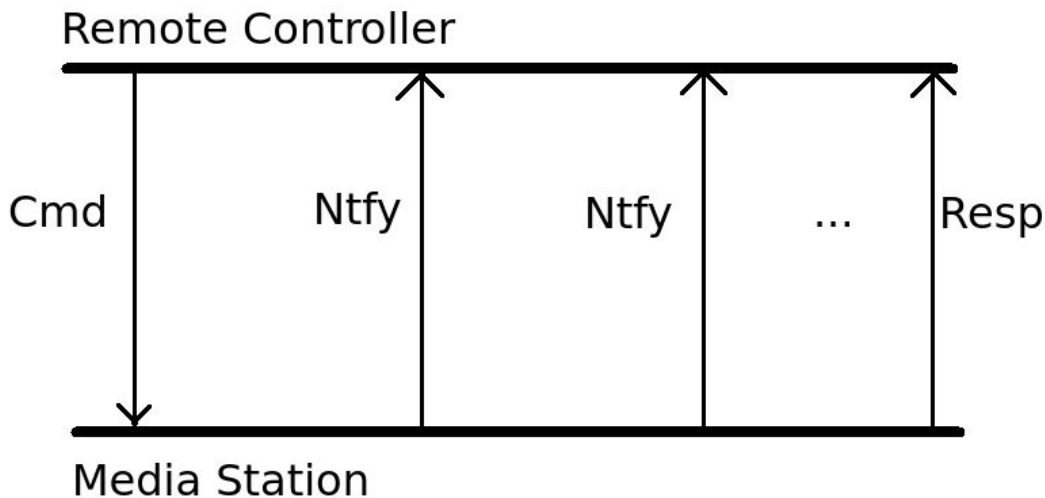 Remote Controller
Cmd
Ntfy
Ntfy
...
Resp
Media Station